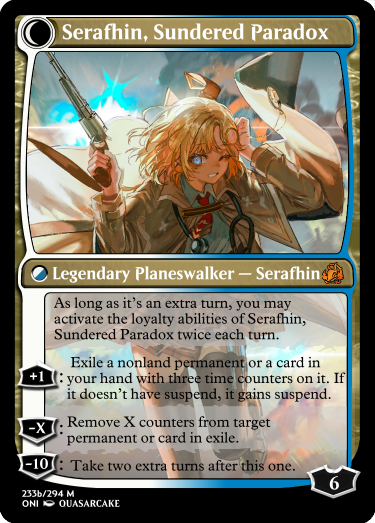 Serafhin, Sundered Paradox
Legendary Planeswalker — Serafhin
As long as it's an extra turn, you may
activate the loyalty abilities of Serafhin,
Sundered Paradox twice each turn.
Exile a nonland permanent or a card in
+1 : your hand with three time counters on it. If
it doesn't have suspend, it gains suspend.
-X : Remove X counters from target
permanent or card in exile.
-10 : Take two extra turns after this one.
6
233b/294 M
ONI QUASARCAKE